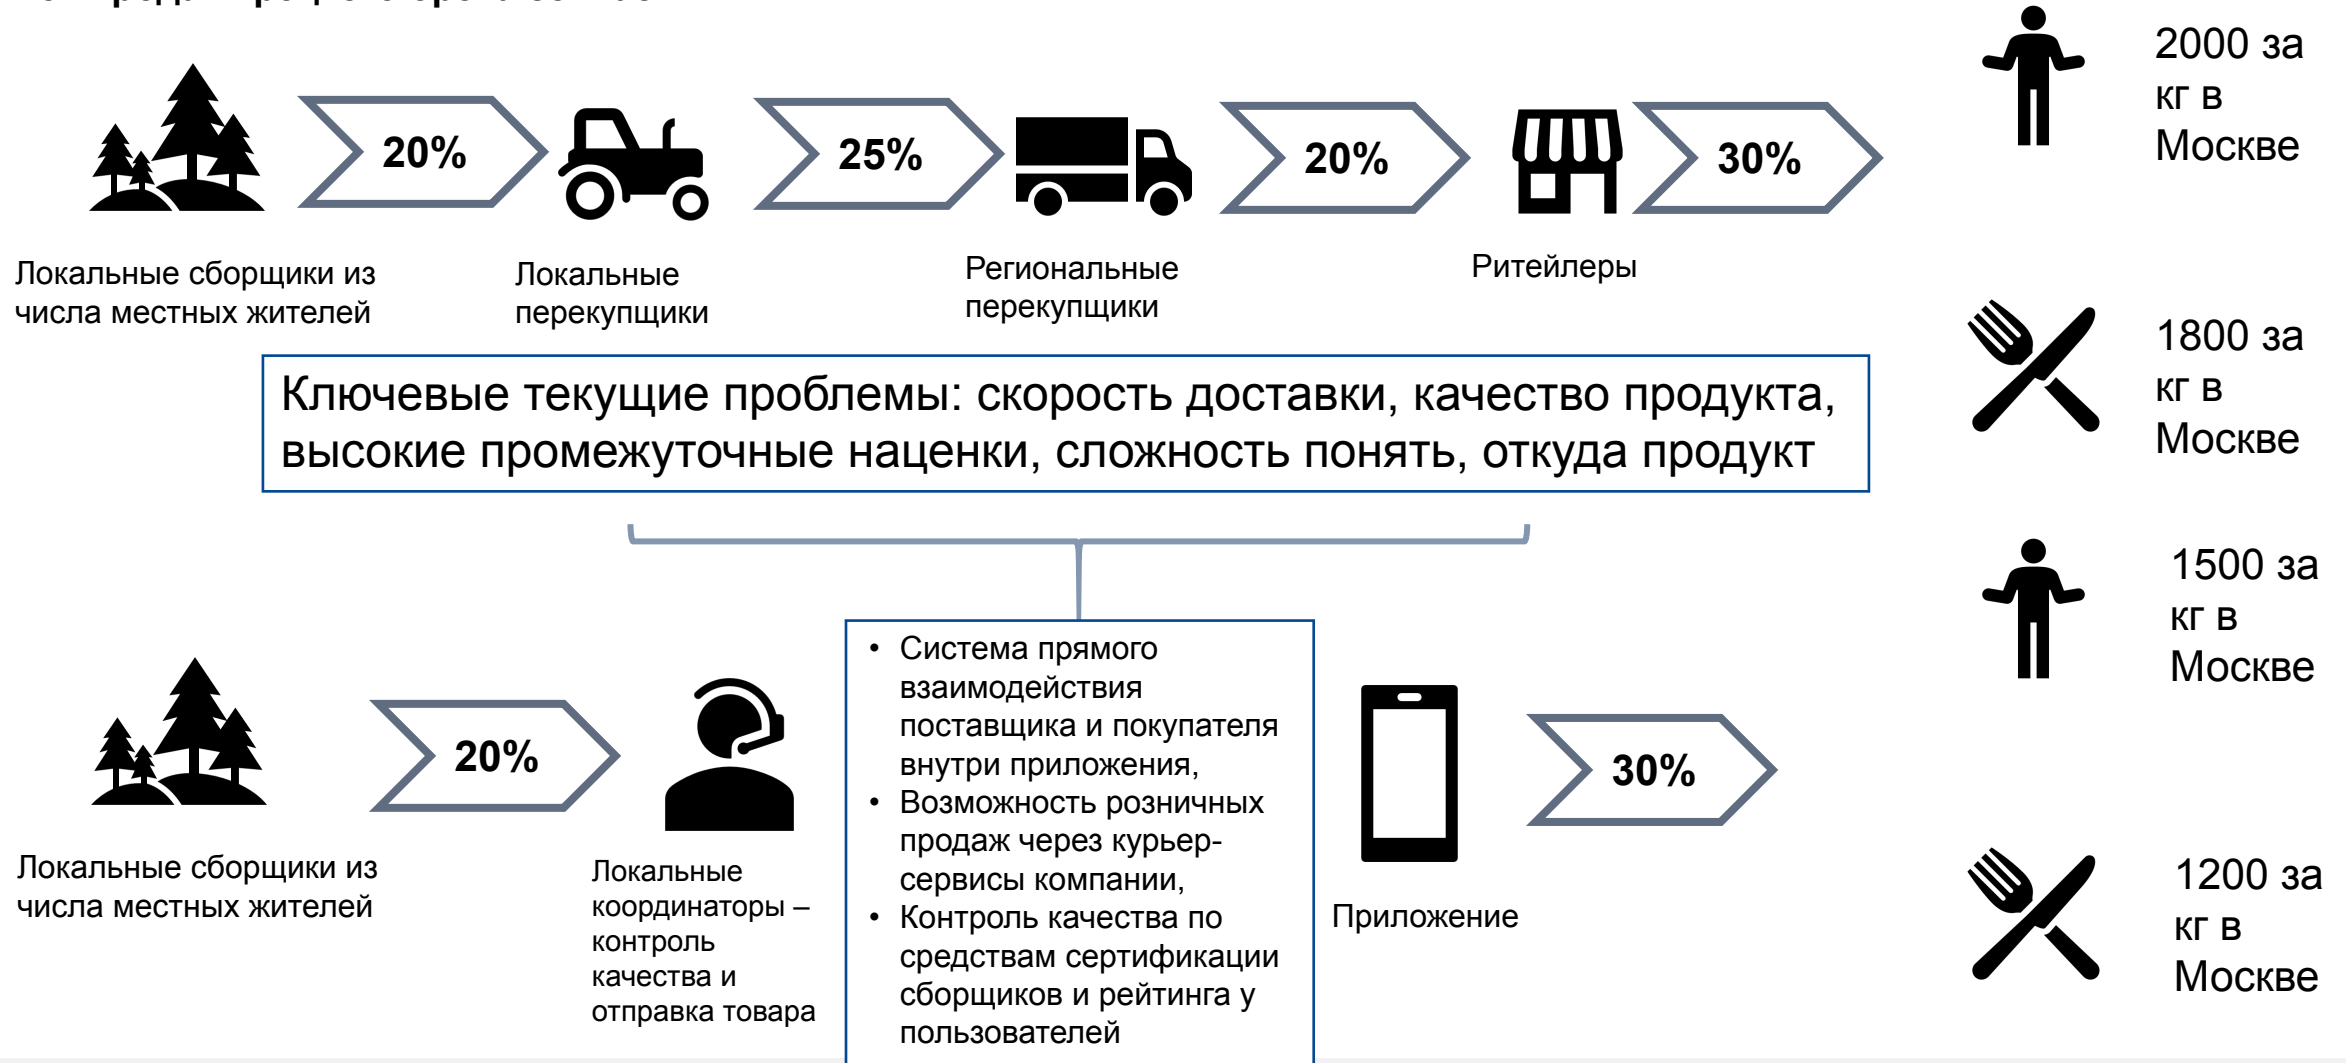 20%
25%
20%
30%
2000 за
кг в
Москве
Локальные сборщики из
числа местных жителей
Локальные
перекупщики
Региональные
перекупщики
Ритейлеры
1800 за
кг в
Москве
Ключевые текущие проблемы: скорость доставки, качество продукта,
высокие промежуточные наценки, сложность понять, откуда продукт
1500 за
кг в
Москве
20%
30%
Локальные сборщики из
числа местных жителей
Локальные
координаторы –
контроль
качества и
отправка товара
• Система прямого
взаимодействия
поставщика и покупателя
внутри приложения,
• Возможность розничных
продаж через курьер-
сервисы компании,
• Контроль качества по
средствам сертификации
сборщиков и рейтинга у
пользователей
Приложение
1200 за
кг в
Москве